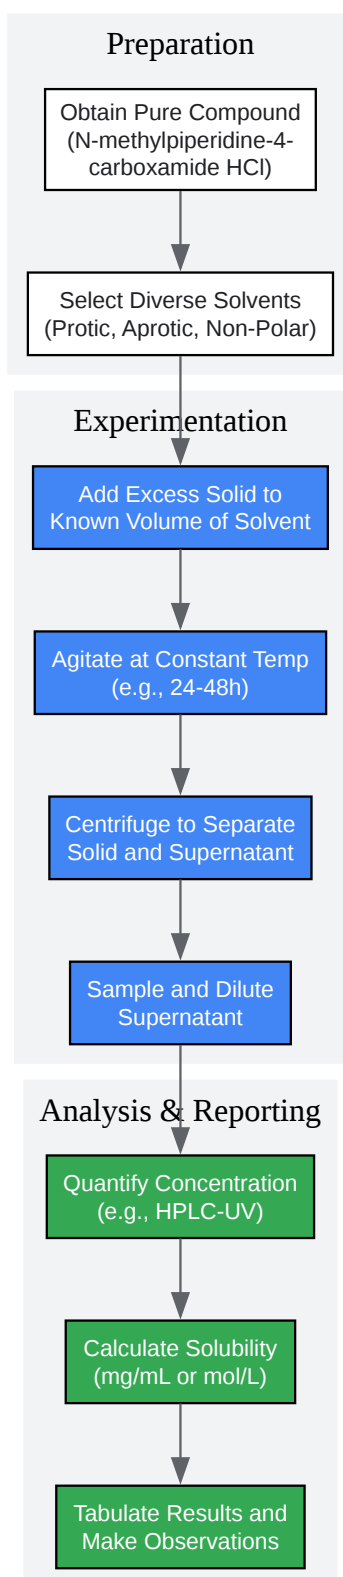 Preparation
Obtain Pure Compound
(N-methylpiperidine-4-
carboxamide HCl)
Select Diverse Solvents
(Protic, Aprotic, Non-Polar)
Experimentation
Add Excess Solid to
Known Volume of Solvent
Agitate at Constant Temp
(e.g., 24-48h)
Centrifuge to Separate
Solid and Supernatant
Sample and Dilute
Supernatant
Analysis & Reporting
Quantify Concentration
(e.g., HPLC-UV)
Calculate Solubility
(mg/mL or mol/L)
Tabulate Results and
Make Observations